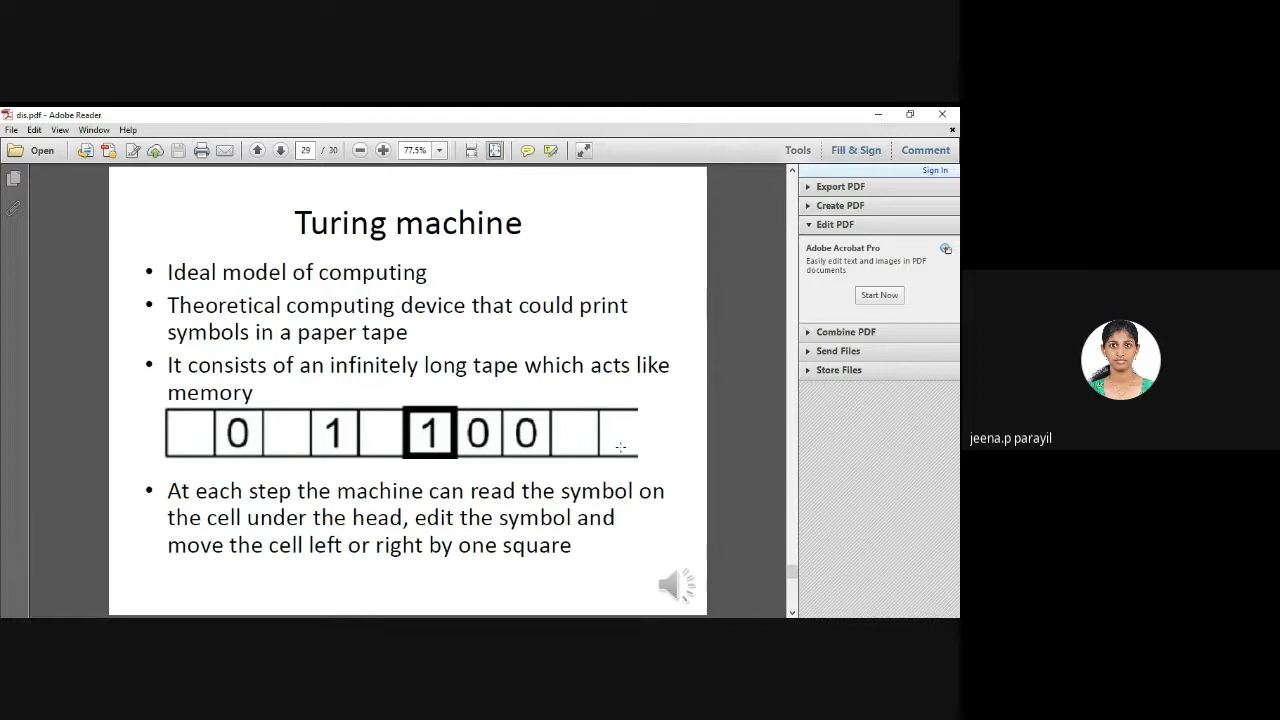 dis.pdf - Adobe Reader
File Edit View Window Help
Open 29 / 30 77.5% Tools Fill & Sign Comment
Sign In
Export PDF
Create PDF
Edit PDF
Adobe Acrobat Pro
Easily edit text and images in PDF
documents
Start Now
Combine PDF
Send Files
Store Files
Turing machine
• Ideal model of computing
• Theoretical computing device that could print
symbols in a paper tape
• It consists of an infinitely long tape which acts like
memory
0 1 1 0 0
• At each step the machine can read the symbol on
the cell under the head, edit the symbol and
move the cell left or right by one square
jeena.p parayil